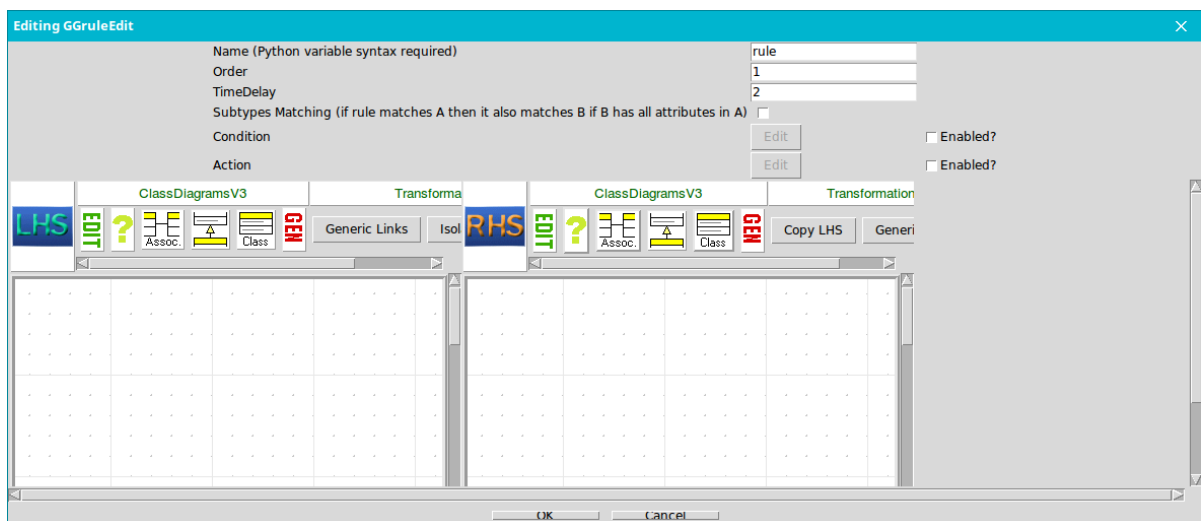 Editing GGruleEdit
Name (Python variable syntax required) rule
Order 1
TimeDelay 2
Subtypes Matching (if rule matches A then it also matches B if B has all attributes in A)
Condition Edit Enabled?
Action Edit Enabled?
ClassDiagramsV3 Transforma ClassDiagramsV3 Transformation
LHS EDIT ? Assoc. Class GEN Generic Links Isol RHS EDIT ? Assoc. Class GEN Copy LHS Generi
OK Cancel